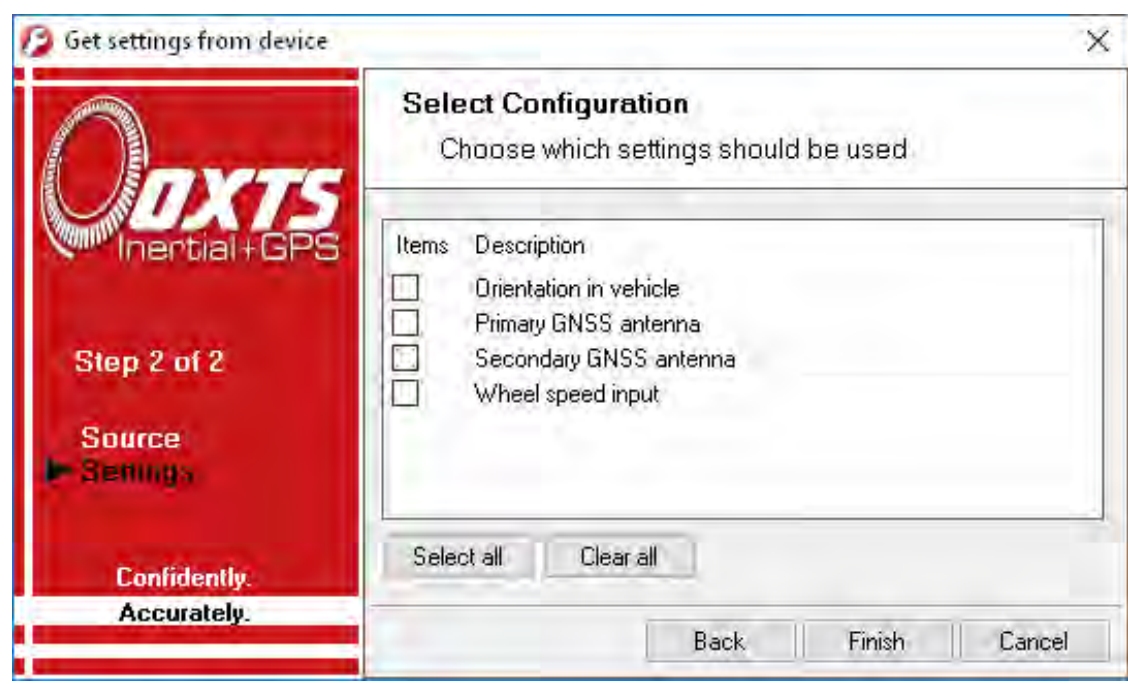 Get settings from device
OXTS
Inertial+GPS
Step 2 of 2
Source
Settings
Confidently.
Accurately.
Select Configuration
Choose which settings should be used
Items Description
Orientation in vehicle
Primary GNSS antenna
Secondary GNSS antenna
Wheel speed input
Select all Clear all
Back Finish Cancel